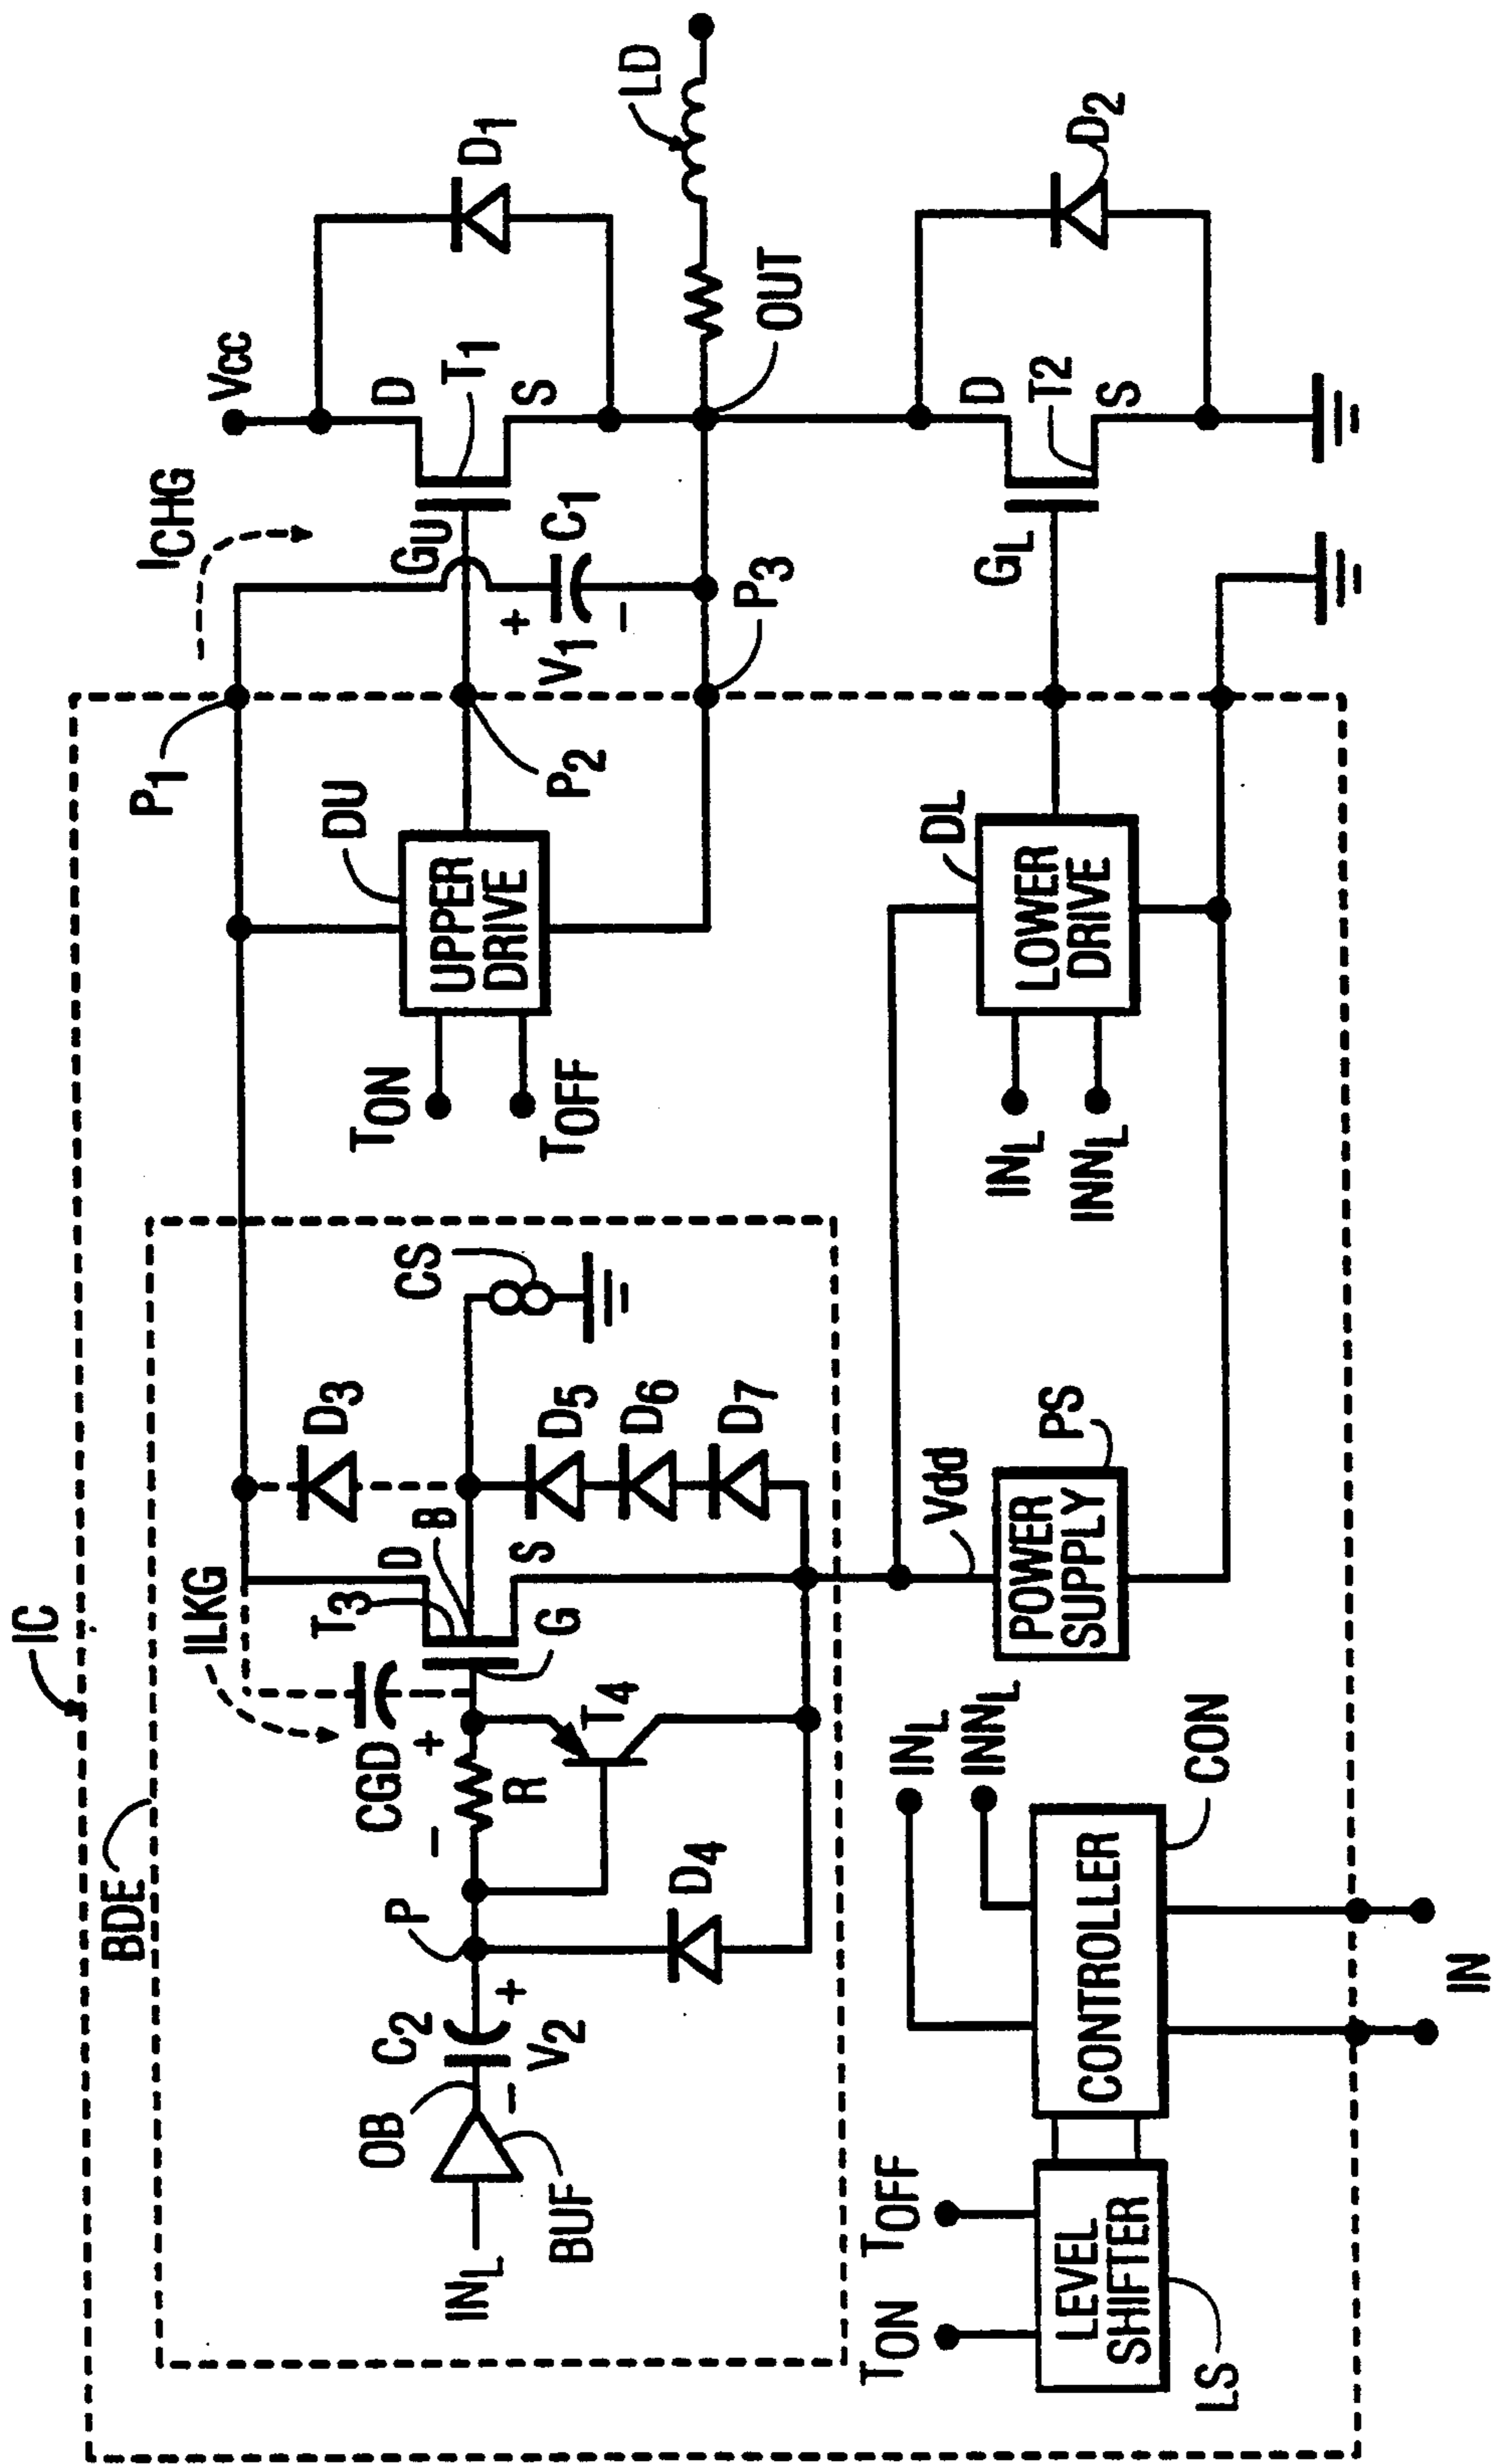 IC
BDE
ILKG
CGD
T3
D
B
S
G
D3
D5
D6
D7
CS
T4
R
+
−
P
D4
C2
+
V2
−
OB
BUF
INL
P1
ICHG
VCC
DU
UPPER
DRIVE
TON
TOFF
P2
GU
+
V1
−
C1
P3
D
T1
S
D1
LD
OUT
D
T2
S
D2
GL
DL
LOWER
DRIVE
INL
INNL
Vdd
PS
POWER
SUPPLY
INL
INNL
CON
CONTROLLER
IN
TON
TOFF
LEVEL
SHIFTER
LS